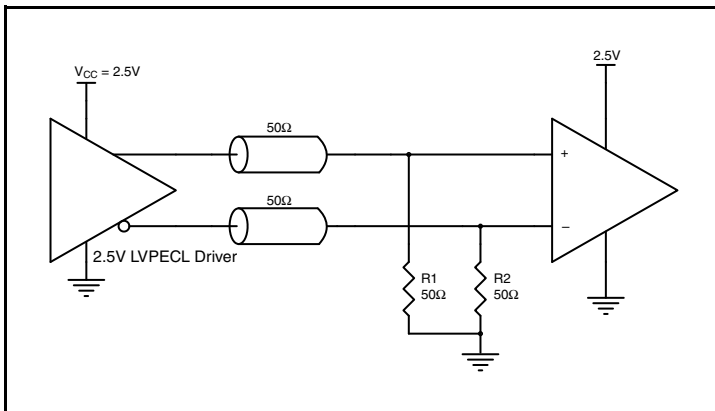 2.5V
V_CC = 2.5V
50Ω
+
50Ω
−
2.5V LVPECL Driver
R1
50Ω
R2
50Ω